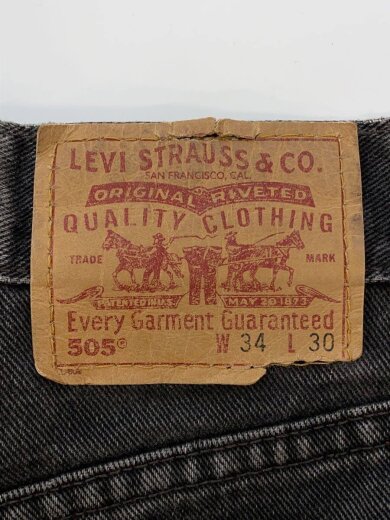 LEVI STRAUSS & CO.
SAN FRANCISCO, CAL.
ORIGINAL RIVETED
QUALITY CLOTHING
TRADE MARK
PATENTED IN U.S. MAY 20 1873
Every Garment Guaranteed
505© W 34 L 30